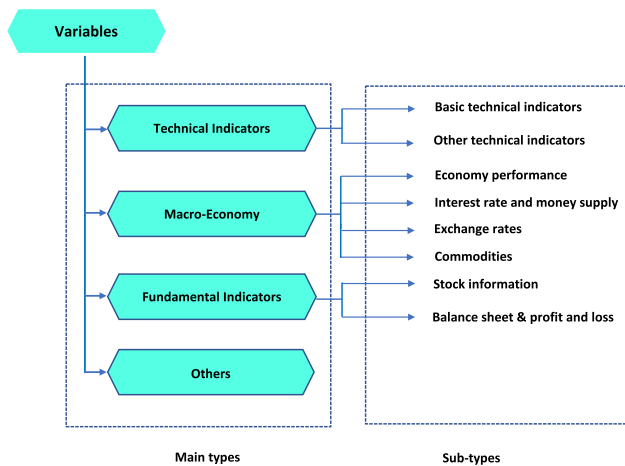 Variables
Technical Indicators
Basic technical indicators
Other technical indicators
Macro-Economy
Economy performance
Interest rate and money supply
Exchange rates
Commodities
Fundamental Indicators
Stock information
Balance sheet & profit and loss
Others
Main types
Sub-types